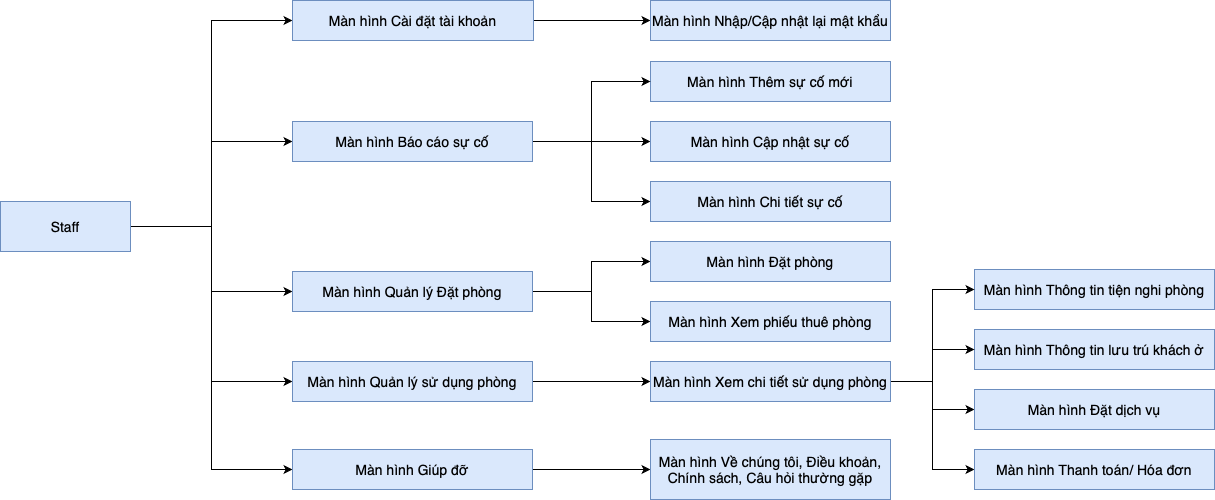 Màn hình Cài đặt tài khoản
Màn hình Nhập/Cập nhật lại mật khẩu
Màn hình Thêm sự cố mới
Màn hình Báo cáo sự cố
Màn hình Cập nhật sự cố
Màn hình Chi tiết sự cố
Staff
Màn hình Đặt phòng
Màn hình Quản lý Đặt phòng
Màn hình Thông tin tiện nghi phòng
Màn hình Xem phiếu thuê phòng
Màn hình Thông tin lưu trú khách ở
Màn hình Quản lý sử dụng phòng
Màn hình Xem chi tiết sử dụng phòng
Màn hình Đặt dịch vụ
Màn hình Giúp đỡ
Màn hình Về chúng tôi, Điều khoản,
Chính sách, Câu hỏi thường gặp
Màn hình Thanh toán/ Hóa đơn